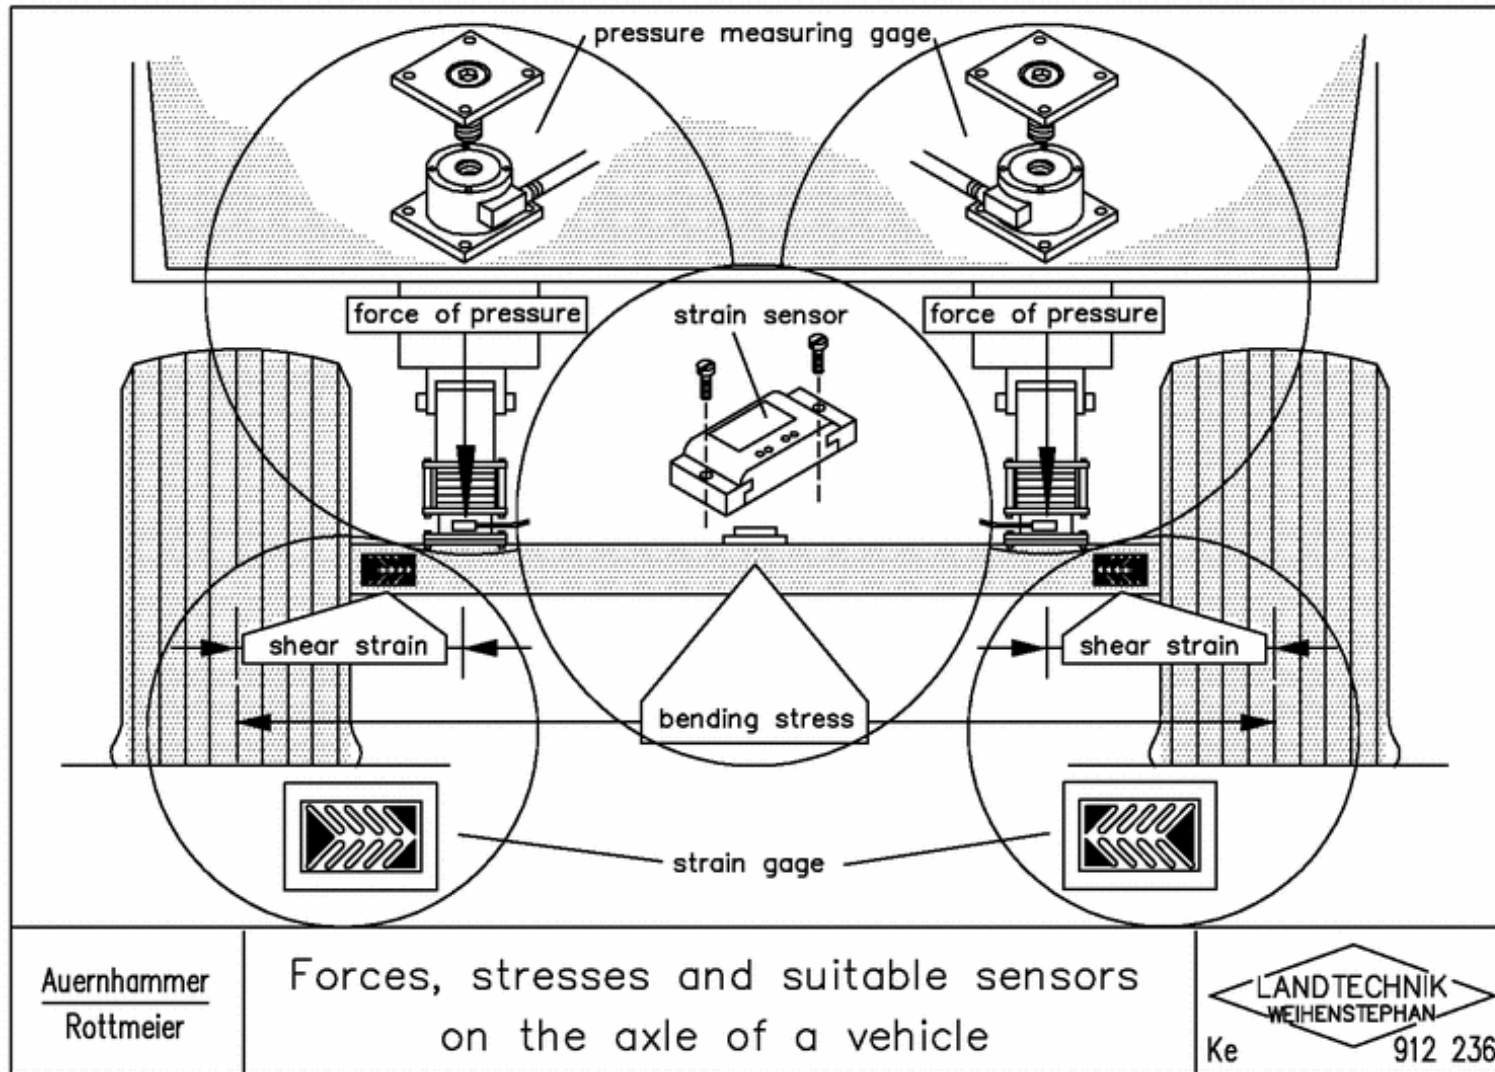 pressure measuring gage
force of pressure
strain sensor
force of pressure
shear strain
shear strain
bending stress
strain gage
Auernhammer
Rottmeier
Forces, stresses and suitable sensors
on the axle of a vehicle
LANDTECHNIK
WEIHENSTEPHAN
Ke 912 236